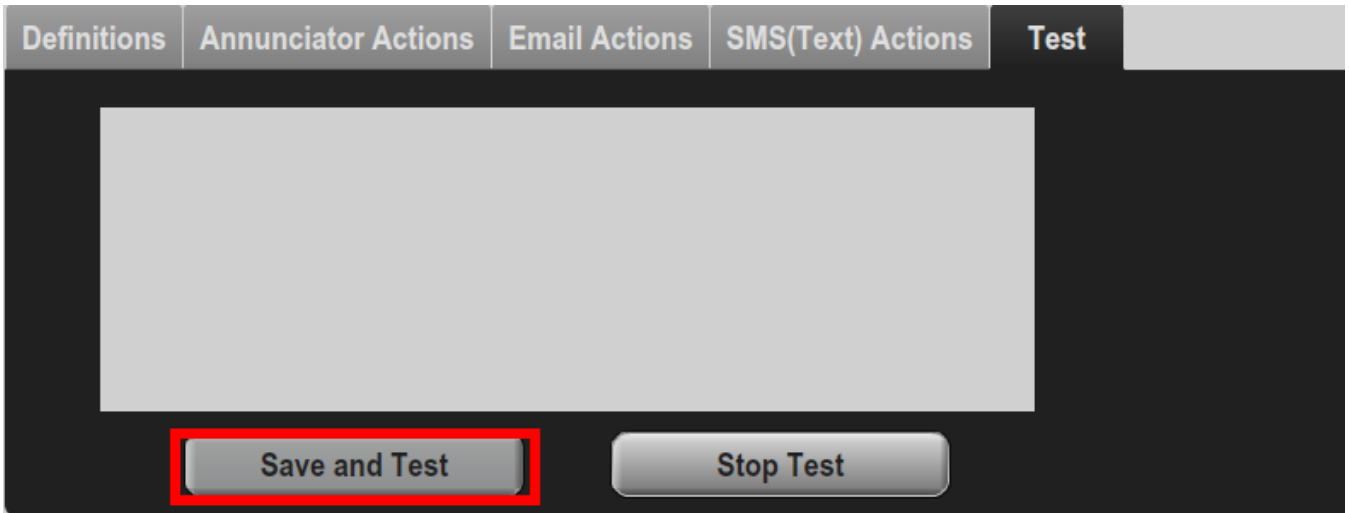 Definitions Annunciator Actions Email Actions SMS(Text) Actions Test
Save and Test Stop Test